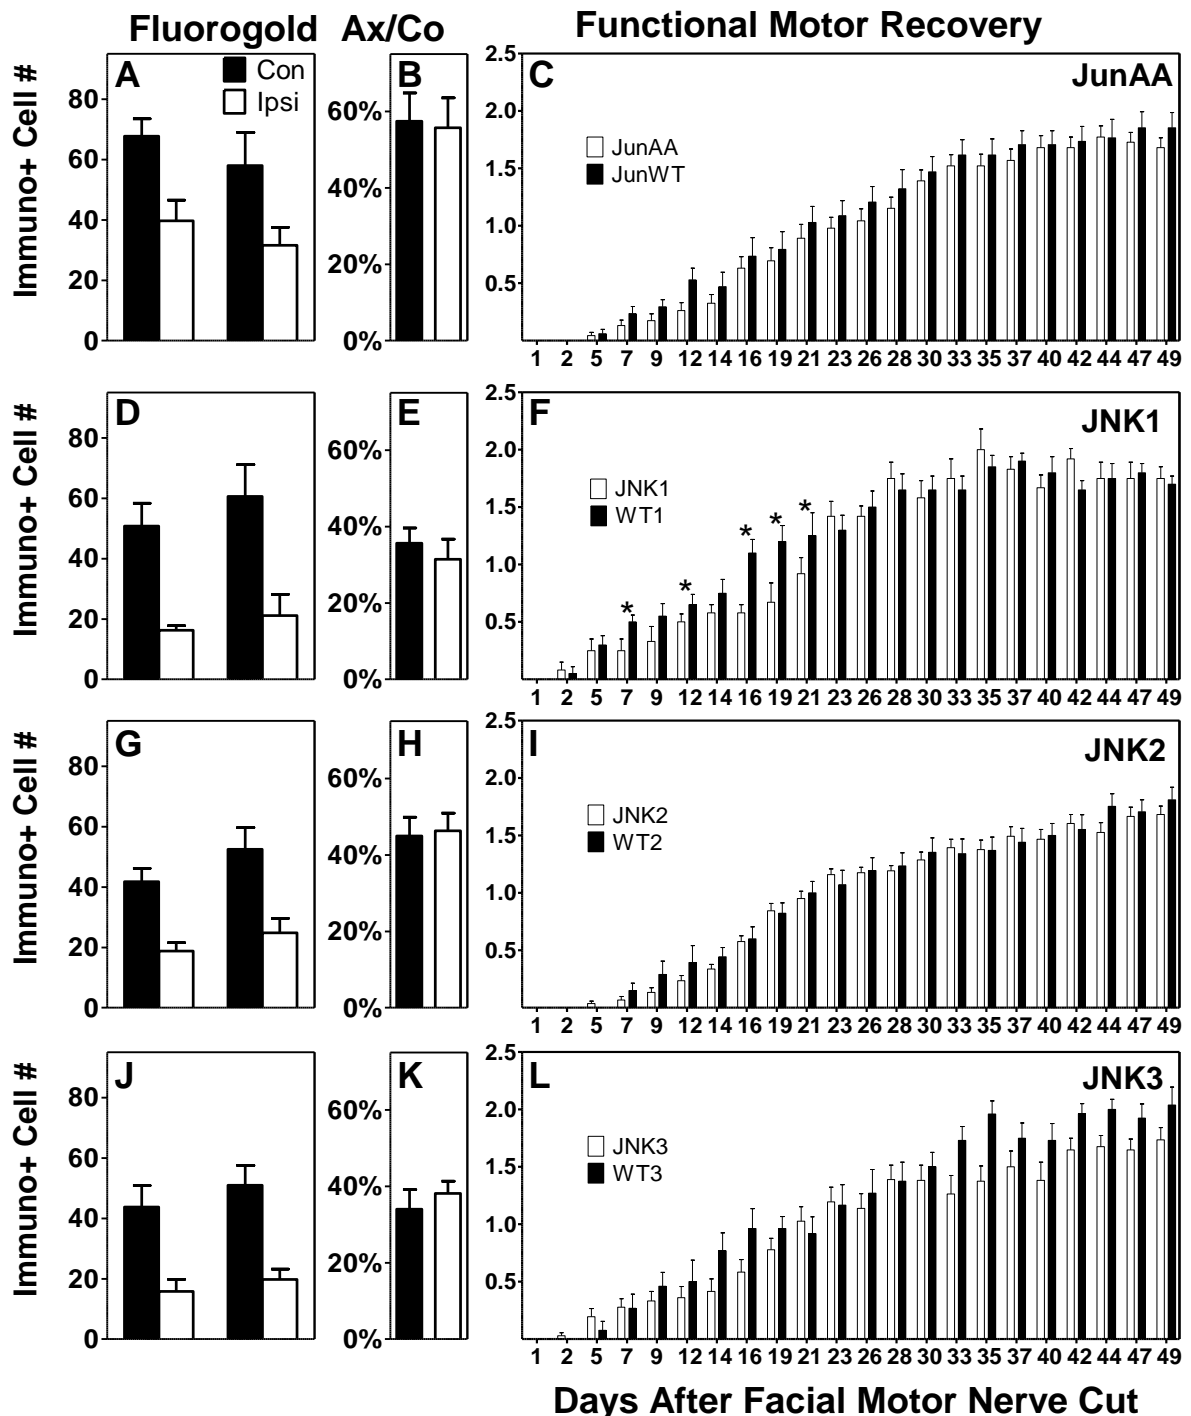 Fluorogold Ax/Co Functional Motor Recovery
Immuno+ Cell #
A
Con
Ipsi
80
60
40
20
0
B
60%
40%
20%
0%
C
JunAA
JunAA
JunWT
2.5
2.0
1.5
1.0
0.5
1 2 5 7 9 12 14 16 19 21 23 26 28 30 33 35 37 40 42 44 47 49
Immuno+ Cell #
D
80
60
40
20
0
E
60%
40%
20%
0%
F
JNK1
JNK1
WT1
2.5
2.0
1.5
1.0
0.5
* * * * *
1 2 5 7 9 12 14 16 19 21 23 26 28 30 33 35 37 40 42 44 47 49
Immuno+ Cell #
G
80
60
40
20
0
H
60%
40%
20%
0%
I
JNK2
JNK2
WT2
2.5
2.0
1.5
1.0
0.5
1 2 5 7 9 12 14 16 19 21 23 26 28 30 33 35 37 40 42 44 47 49
Immuno+ Cell #
J
80
60
40
20
0
K
60%
40%
20%
0%
L
JNK3
JNK3
WT3
2.5
2.0
1.5
1.0
0.5
1 2 5 7 9 12 14 16 19 21 23 26 28 30 33 35 37 40 42 44 47 49
Days After Facial Motor Nerve Cut